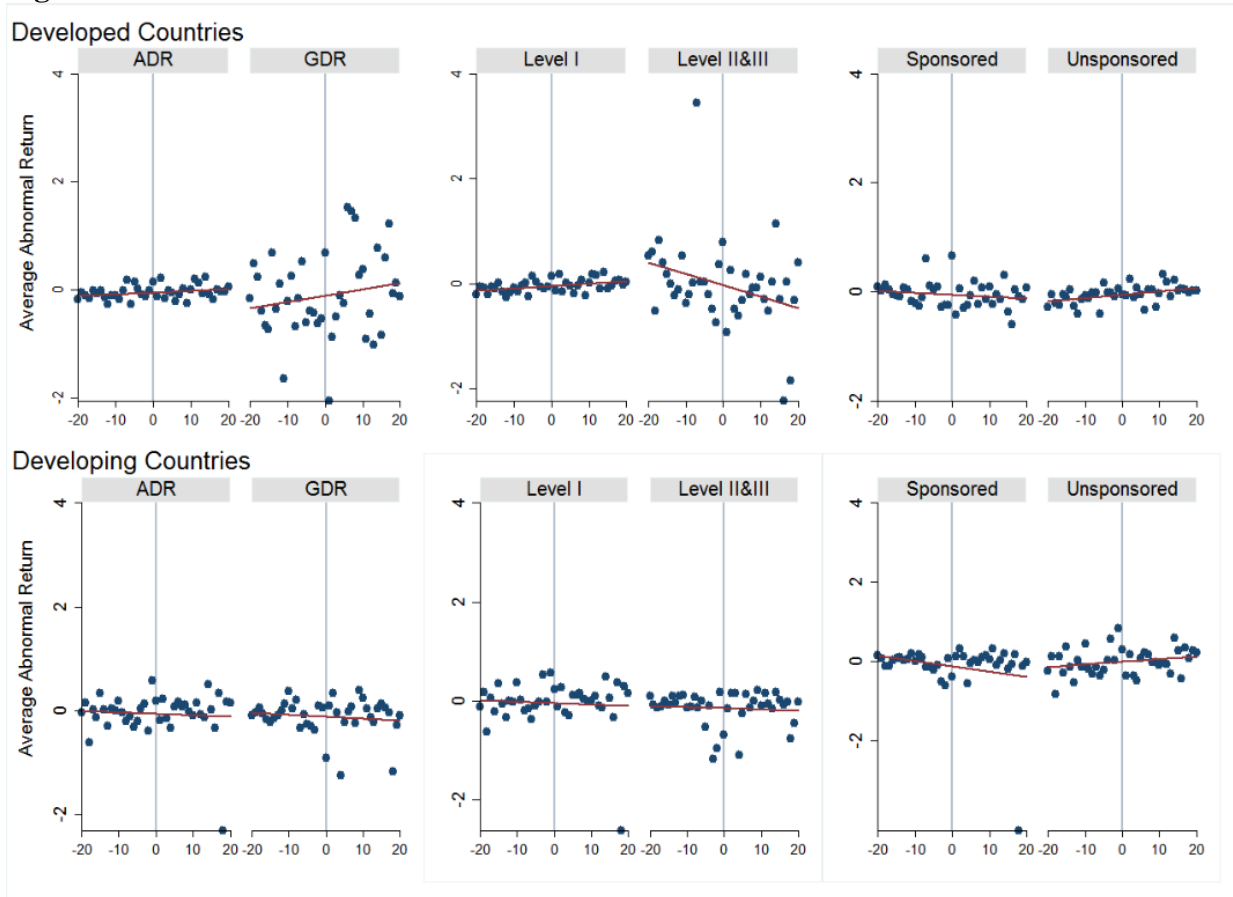 Developed Countries
ADR GDR Level I Level II&III Sponsored Unsponsored
Average Abnormal Return
4 2 0 -2
4 2 0 -2
4 2 0 -2
-20 -10 0 10 20 -20 -10 0 10 20
-20 -10 0 10 20 -20 -10 0 10 20
-20 -10 0 10 20 -20 -10 0 10 20
Developing Countries
ADR GDR Level I Level II&III Sponsored Unsponsored
Average Abnormal Return
4 2 0 -2
4 2 0 -2
4 2 0 -2
-20 -10 0 10 20 -20 -10 0 10 20
-20 -10 0 10 20 -20 -10 0 10 20
-20 -10 0 10 20 -20 -10 0 10 20